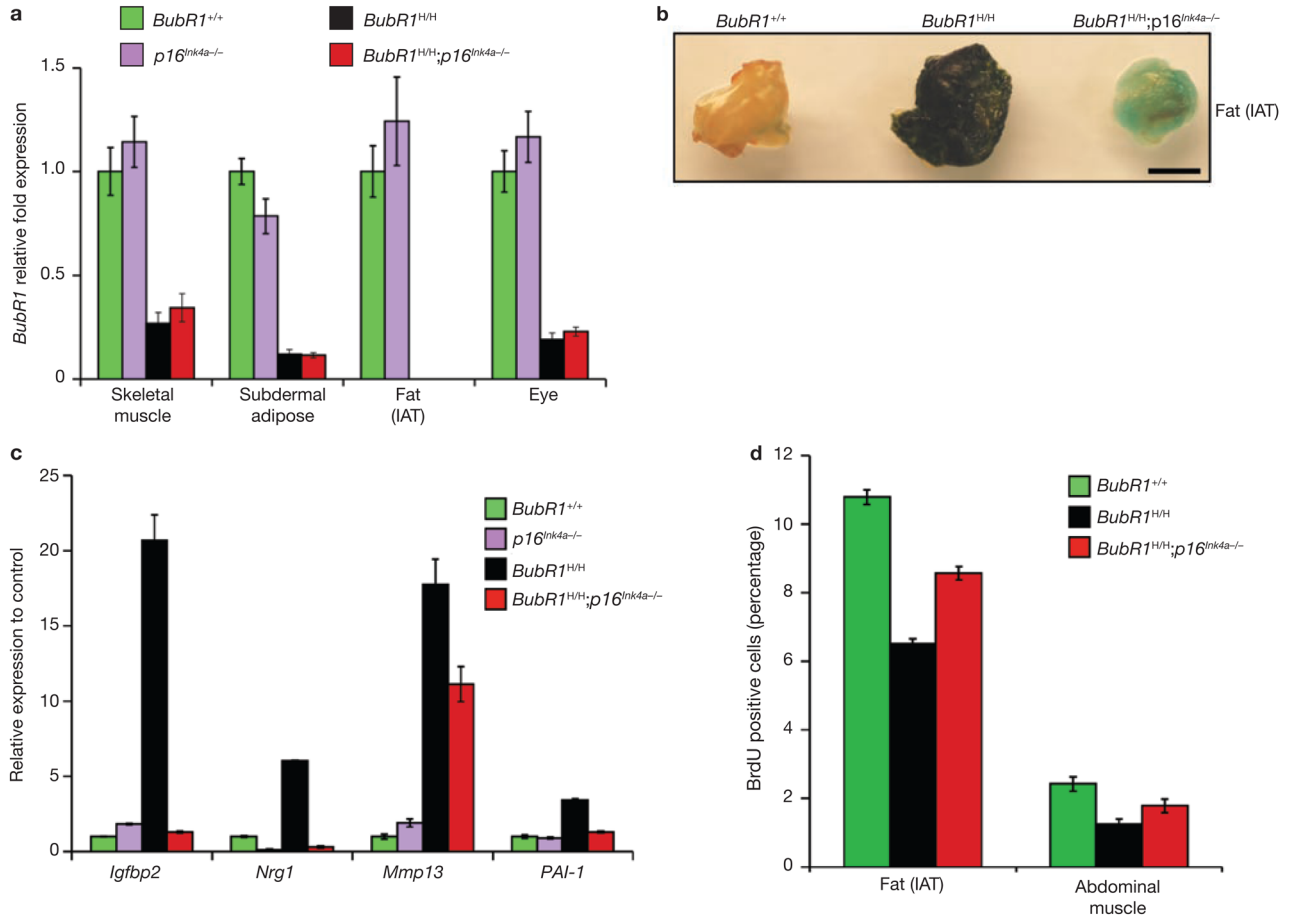 a
BubR1+/+
BubR1H/H
p16Ink4a–/–
BubR1H/H;p16Ink4a–/–
BubR1 relative fold expression
1.5
1.0
0.5
0
Skeletal
muscle
Subdermal
adipose
Fat
(IAT)
Eye
b
BubR1+/+
BubR1H/H
BubR1H/H;p16Ink4a–/–
Fat (IAT)
c
Relative expression to control
25
20
15
10
5
0
BubR1+/+
p16Ink4a–/–
BubR1H/H
BubR1H/H;p16Ink4a–/–
Igfbp2
Nrg1
Mmp13
PAI-1
d
BrdU positive cells (percentage)
12
10
8
6
4
2
0
BubR1+/+
BubR1H/H
BubR1H/H;p16Ink4a–/–
Fat (IAT)
Abdominal
muscle